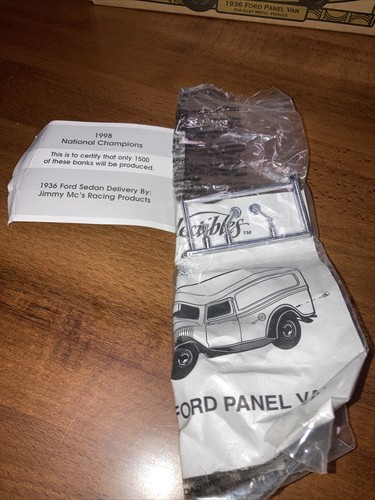 1936 FORD PANEL VAN
DIE-CAST METAL VEHICLE
1998
National Champions
This is to certify that only 1500
of these banks will be produced.
1936 Ford Sedan Delivery By:
Jimmy Mc's Racing Products
lectibles™
FORD PANEL VA